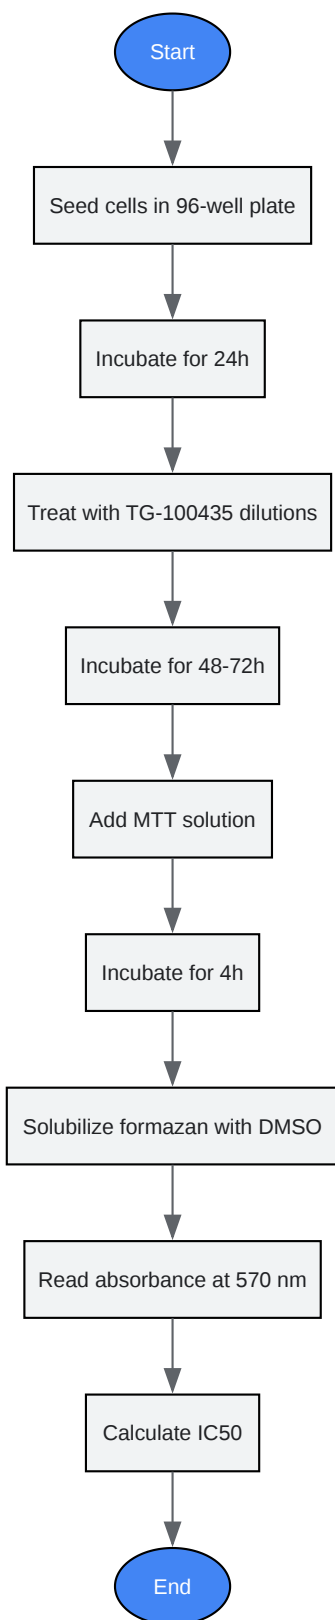 Start
Seed cells in 96-well plate
Incubate for 24h
Treat with TG-100435 dilutions
Incubate for 48-72h
Add MTT solution
Incubate for 4h
Solubilize formazan with DMSO
Read absorbance at 570 nm
Calculate IC50
End